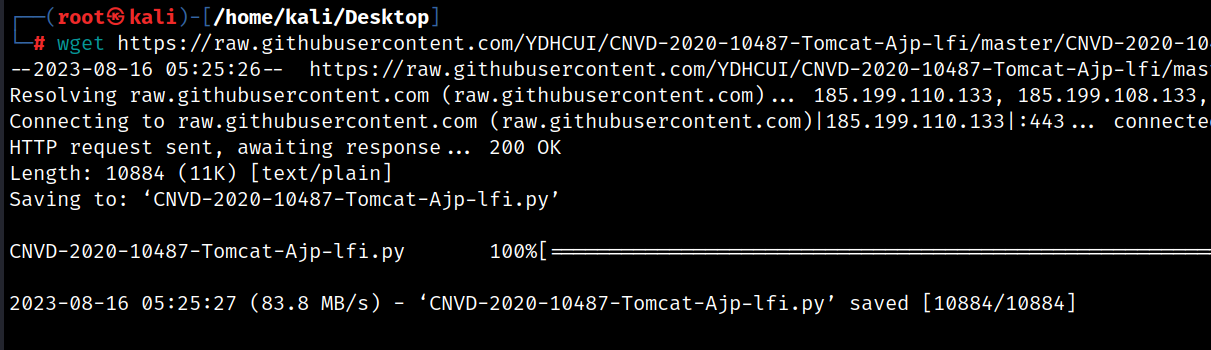 ┌──(root㉿kali)-[/home/kali/Desktop]
└─# wget https://raw.githubusercontent.com/YDHCUI/CNVD-2020-10487-Tomcat-Ajp-lfi/master/CNVD-2020-10
--2023-08-16 05:25:26-- https://raw.githubusercontent.com/YDHCUI/CNVD-2020-10487-Tomcat-Ajp-lfi/mas
Resolving raw.githubusercontent.com (raw.githubusercontent.com)... 185.199.110.133, 185.199.108.133,
Connecting to raw.githubusercontent.com (raw.githubusercontent.com)|185.199.110.133|:443... connecte
HTTP request sent, awaiting response... 200 OK
Length: 10884 (11K) [text/plain]
Saving to: ‘CNVD-2020-10487-Tomcat-Ajp-lfi.py’
CNVD-2020-10487-Tomcat-Ajp-lfi.py 100%[==================================================
2023-08-16 05:25:27 (83.8 MB/s) - ‘CNVD-2020-10487-Tomcat-Ajp-lfi.py’ saved [10884/10884]